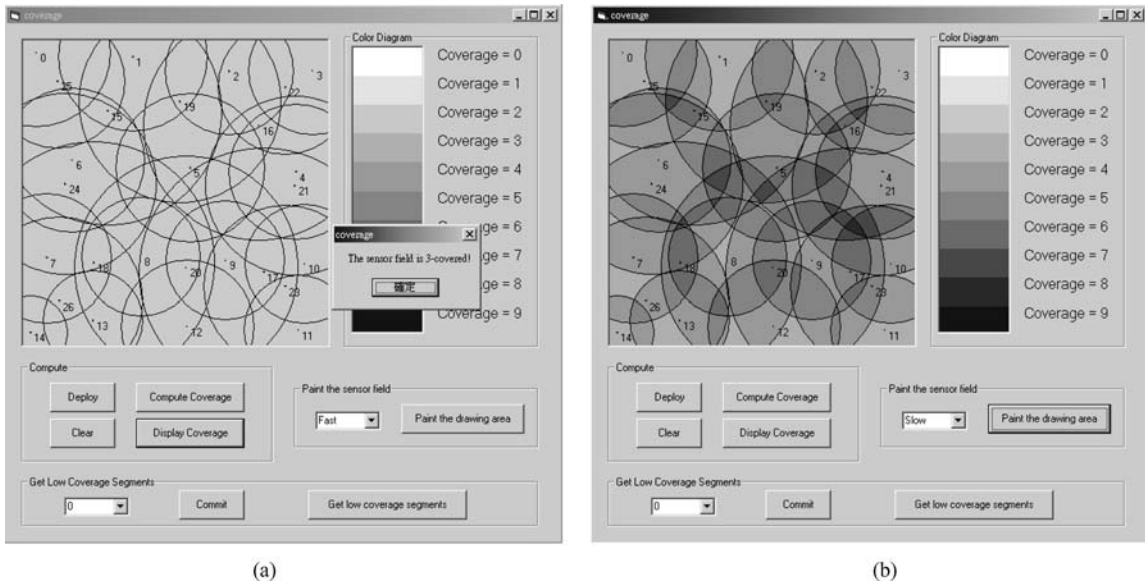 coverage
0
1
2
3
25
15
19
22
16
6
5
4
24
21
7
18
8
9
10
20
17
23
26
13
12
14
11
Color Diagram
Coverage = 0
Coverage = 1
Coverage = 2
Coverage = 3
Coverage = 4
Coverage = 5
Coverage = 6
Coverage = 7
Coverage = 8
Coverage = 9
coverage
The sensor field is 3-covered!
確定
Compute
Deploy
Compute Coverage
Clear
Display Coverage
Paint the sensor field
Fast
Paint the drawing area
Get Low Coverage Segments
0
Commit
Get low coverage segments
(a)
coverage
0
1
2
3
25
15
19
22
16
6
5
4
24
21
7
18
8
9
10
20
17
23
26
13
12
14
11
Color Diagram
Coverage = 0
Coverage = 1
Coverage = 2
Coverage = 3
Coverage = 4
Coverage = 5
Coverage = 6
Coverage = 7
Coverage = 8
Coverage = 9
Compute
Deploy
Compute Coverage
Clear
Display Coverage
Paint the sensor field
Slow
Paint the drawing area
Get Low Coverage Segments
0
Commit
Get low coverage segments
(b)